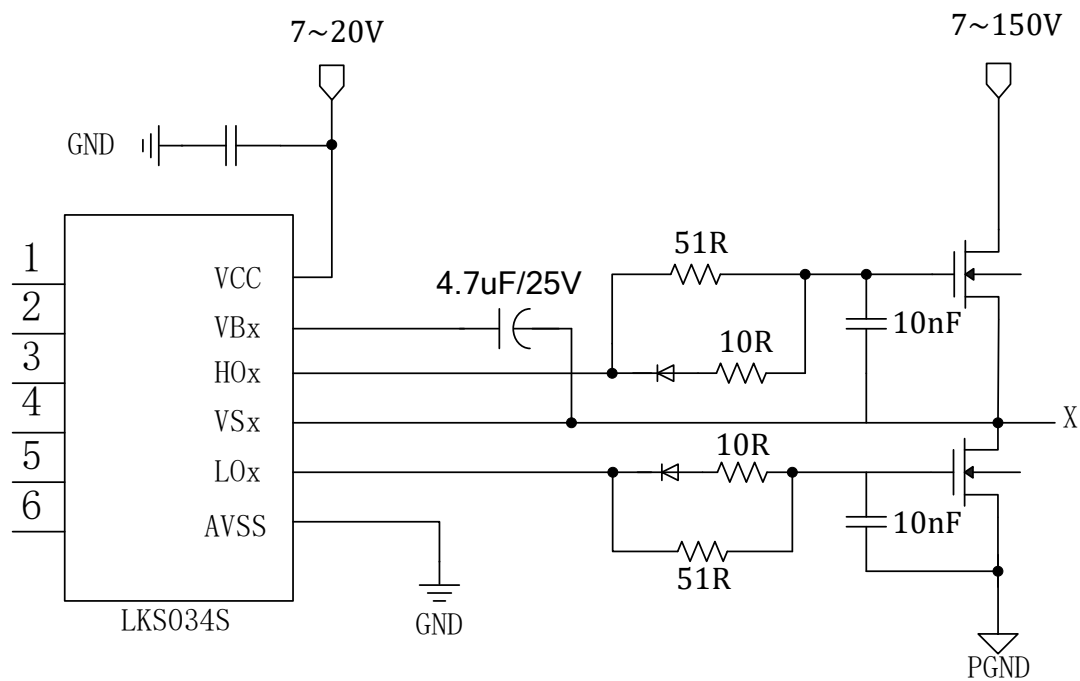 7~20V
7~150V
GND
1
2
3
4
5
6
VCC
VBx
HOx
VSx
LOx
AVSS
4.7uF/25V
51R
10R
10nF
X
10R
51R
10nF
LKS034S
GND
PGND